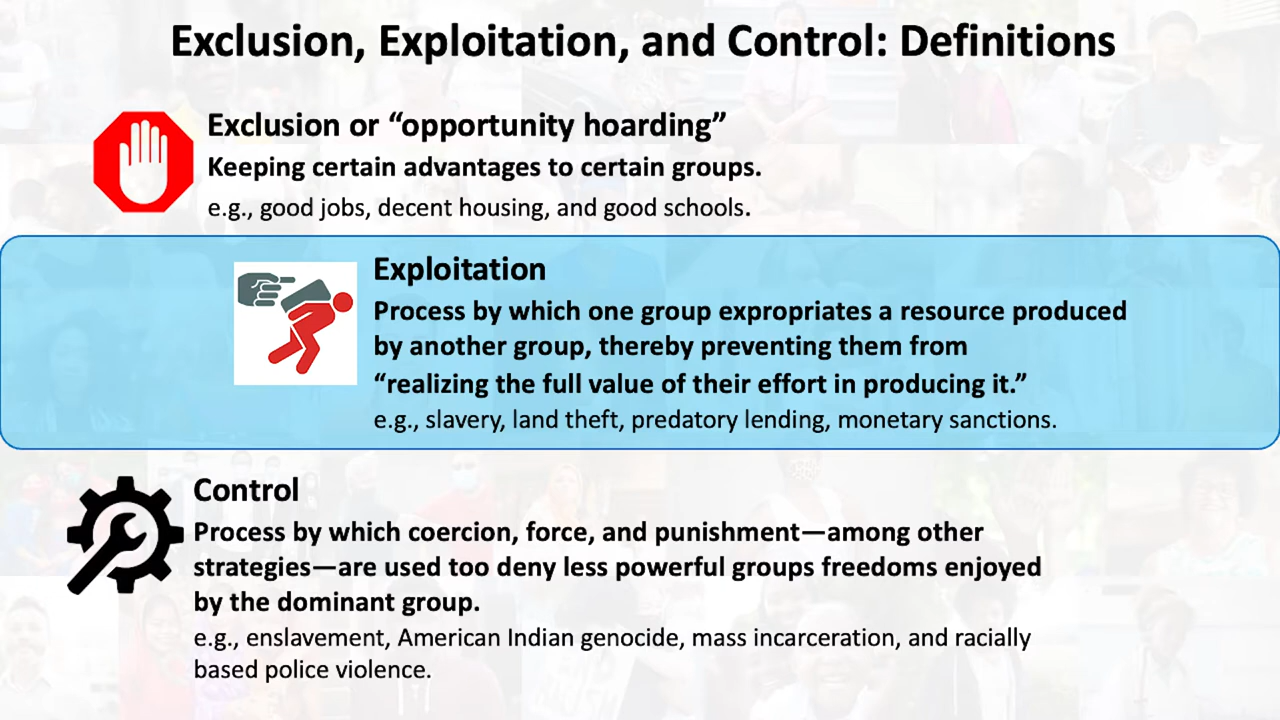 Exclusion, Exploitation, and Control: Definitions
Exclusion or “opportunity hoarding”
Keeping certain advantages to certain groups.
e.g., good jobs, decent housing, and good schools.
Exploitation
Process by which one group expropriates a resource produced
by another group, thereby preventing them from
“realizing the full value of their effort in producing it.”
e.g., slavery, land theft, predatory lending, monetary sanctions.
Control
Process by which coercion, force, and punishment—among other
strategies—are used too deny less powerful groups freedoms enjoyed
by the dominant group.
e.g., enslavement, American Indian genocide, mass incarceration, and racially
based police violence.